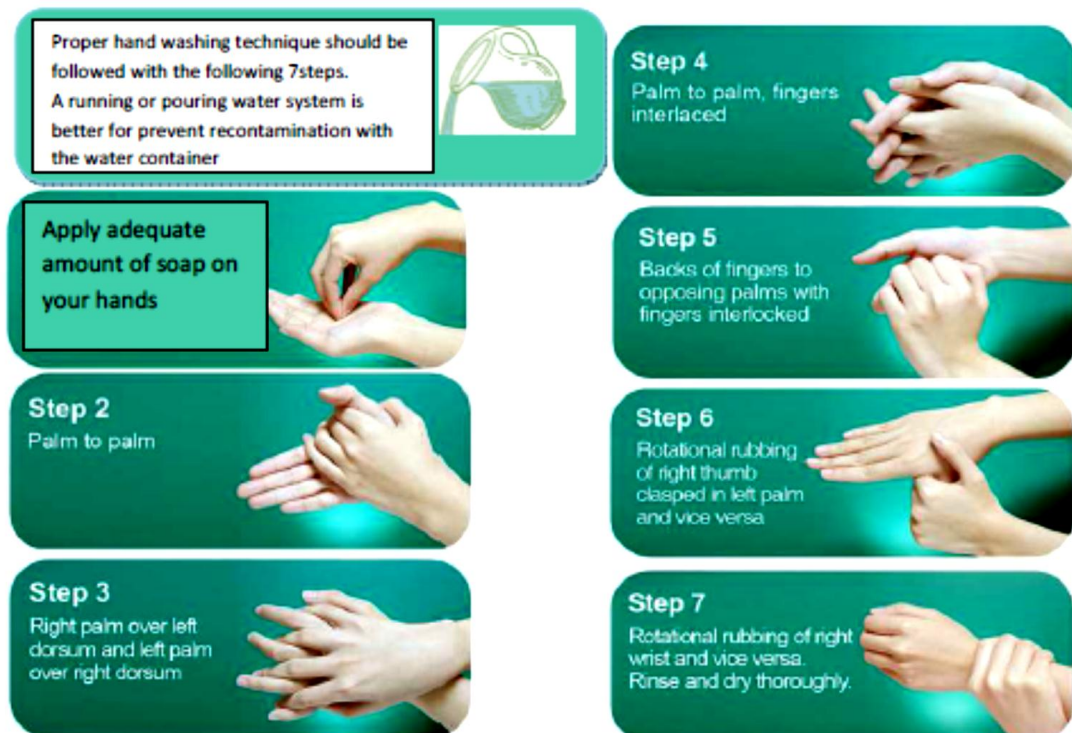 Proper hand washing technique should be
followed with the following 7steps.
A running or pouring water system is
better for prevent recontamination with
the water container
Apply adequate
amount of soap on
your hands
Step 2
Palm to palm
Step 3
Right palm over left
dorsum and left palm
over right dorsum
Step 4
Palm to palm, fingers
interlaced
Step 5
Backs of fingers to
opposing palms with
fingers interlocked
Step 6
Rotational rubbing
of right thumb
clasped in left palm
and vice versa
Step 7
Rotational rubbing of right
wrist and vice versa.
Rinse and dry thoroughly.